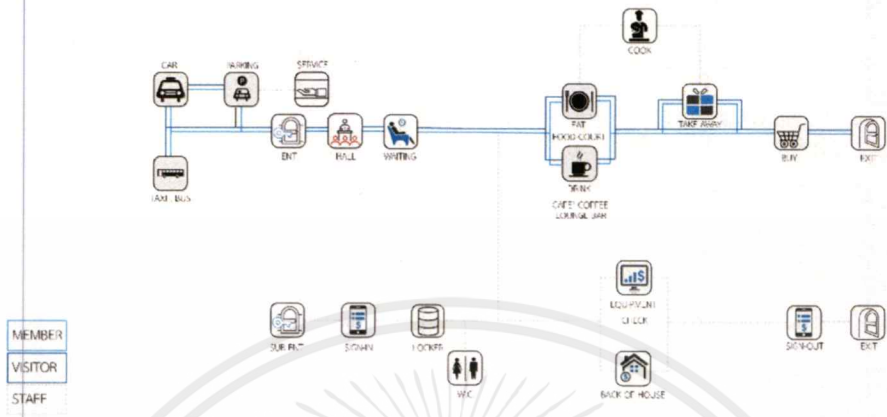 COOK
CAR
PARKING
SERVICE
EAT
FOOD COURT
TAKE AWAY
ENT
HALL
WAITING
BUY
EXIT
TAXI, BUS
DRINK
CAFE' COFFEE
LOUNGE BAR
EQUIPMENT
CHECK
MEMBER
VISITOR
STAFF
SUB ENT
SIGN-IN
LOCKER
W.C.
BACK OF HOUSE
SIGN-OUT
EXIT